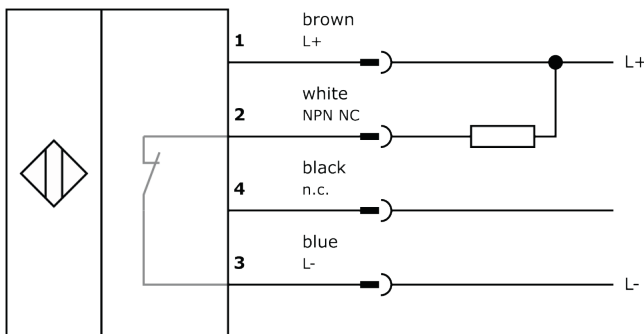 brown
1 L+ L+
white
2 NPN NC
black
4 n.c.
blue
3 L- L-